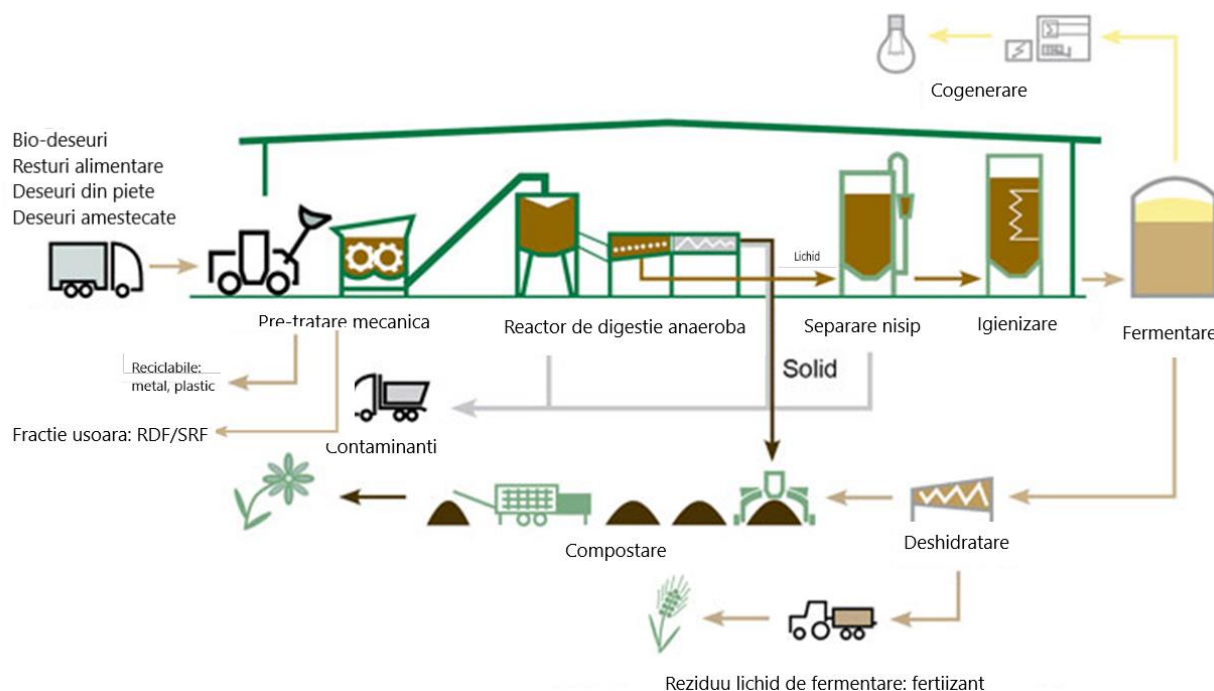 Cogenerare
Bio-deseuri
Resturi alimentare
Deseuri din piete
Deseuri amestecate
Lichid
Pre-tratare mecanica
Reactor de digestie anaeroba
Separare nisip
Igienizare
Fermentare
Reciclabile:
metal, plastic
Solid
Fractie usoara: RDF/SRF
Contaminanti
Compostare
Deshidratare
Reziduu lichid de fermentare: fertiizant